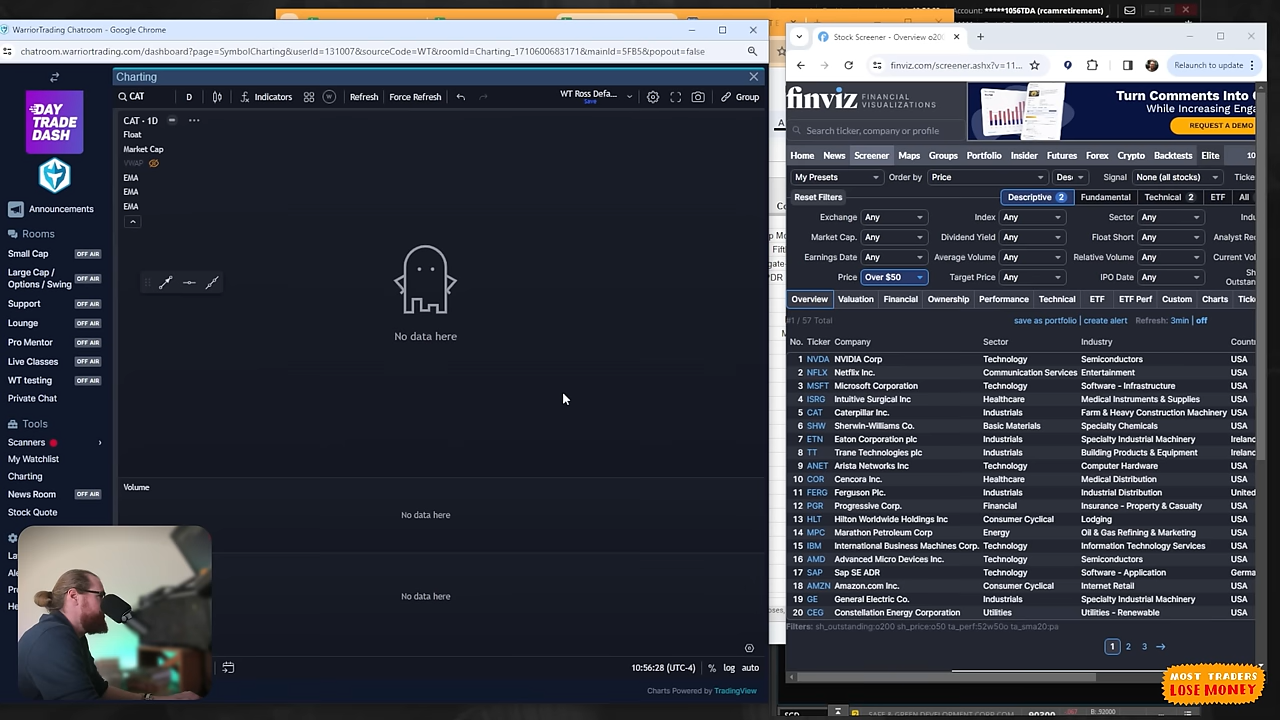 Account: *****1056TDA (rcamretirement)
WarriorTrading Chatroom - Google Chrome
chatroom.warriortrading.com/dashboard?page=SymbolCharting&userId=131007&sourceCode=WT&roomId=Charting_1710600683171&mainId=5FB5&popout=false
Charting
DAY TRADE DASH
CAT D Indicators Refresh Force Refresh WT Ross Defa... Save Group
CAT · 1D
Float
Market Cap
VWAP
EMA
EMA
EMA
EMA
Announcements
Rooms
Small Cap OFF AIR
Large Cap / Options / Swing OFF AIR
Support OFF AIR
Lounge OFF AIR
Pro Mentor OFF AIR
Live Classes OFF AIR
WT testing OFF AIR
Private Chat
Tools
Scanners
My Watchlist
Charting
News Room OFF AIR
Stock Quote
No data here
Volume
No data here
No data here
10:56:28 (UTC-4) % log auto
Charts Powered by TradingView
Stock Screener - Overview o200
finviz.com/screener.ashx?v=11... Relaunch to update
finviz FINANCIAL VISUALIZATIONS
Turn Comments Into
While Increasing Enga
REQUEST A DEMO
Search ticker, company or profile
Home News Screener Maps Groups Portfolio Insider Futures Forex Crypto Backtests Elite 10
My Presets Order by Price Desc Signal None (all stocks) Ticke
Reset Filters Descriptive 2 Fundamental Technical 2 ETF All
Exchange Any Index Any Sector Any Indu
Market Cap. Any Dividend Yield Any Float Short Any Analyst Rec
Earnings Date Any Average Volume Any Relative Volume Any Current Vol
Price Over $50 Target Price Any IPO Date Any Sh Outstan
Overview Valuation Financial Ownership Performance Technical ETF ETF Perf Custom Charts Ticke
#1 / 57 Total save as portfolio | create alert Refresh: 3min | off
No. Ticker Company Sector Industry Count
1 NVDA NVIDIA Corp Technology Semiconductors USA
2 NFLX Netflix Inc. Communication Services Entertainment USA
3 MSFT Microsoft Corporation Technology Software - Infrastructure USA
4 ISRG Intuitive Surgical Inc Healthcare Medical Instruments & Supplies USA
5 CAT Caterpillar Inc. Industrials Farm & Heavy Construction Machinery USA
6 SHW Sherwin-Williams Co. Basic Materials Specialty Chemicals USA
7 ETN Eaton Corporation plc Industrials Specialty Industrial Machinery Ireland
8 TT Trane Technologies plc Industrials Building Products & Equipment Ireland
9 ANET Arista Networks Inc Technology Computer Hardware USA
10 COR Cencora Inc. Healthcare Medical Distribution USA
11 FERG Ferguson Plc. Industrials Industrial Distribution United
12 PGR Progressive Corp. Financial Insurance - Property & Casualty USA
13 HLT Hilton Worldwide Holdings Inc Consumer Cyclical Lodging USA
14 MPC Marathon Petroleum Corp Energy Oil & Gas Refining & Marketing USA
15 IBM International Business Machines Corp. Technology Information Technology Services USA
16 AMD Advanced Micro Devices Inc. Technology Semiconductors USA
17 SAP Sap SE ADR Technology Software - Application Germa
18 AMZN Amazon.com Inc. Consumer Cyclical Internet Retail USA
19 GE General Electric Co. Industrials Specialty Industrial Machinery USA
20 CEG Constellation Energy Corporation Utilities Utilities - Renewable USA
Filters: sh_outstanding:o200 sh_price:o50 ta_perf:52w50o ta_sma20:pa
1 2 3
MOST TRADERS
LOSE MONEY